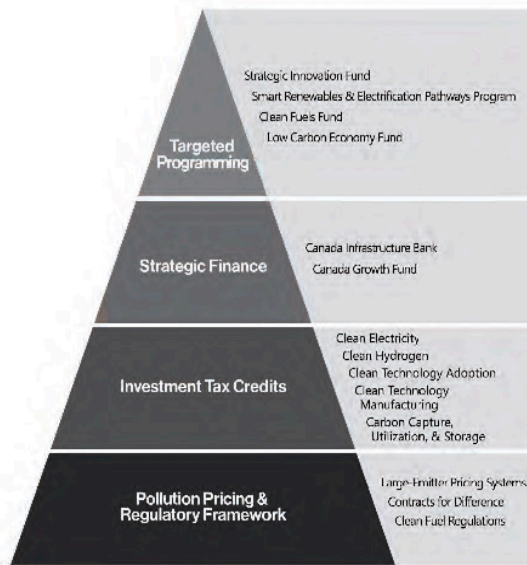 Targeted
Programming
Strategic Innovation Fund
Smart Renewables & Electrification Pathways Program
Clean Fuels Fund
Low Carbon Economy Fund
Strategic Finance
Canada Infrastructure Bank
Canada Growth Fund
Investment Tax Credits
Clean Electricity
Clean Hydrogen
Clean Technology Adoption
Clean Technology
Manufacturing
Carbon Capture,
Utilization, & Storage
Pollution Pricing &
Regulatory Framework
Large-Emitter Pricing Systems
Contracts for Difference
Clean Fuel Regulations